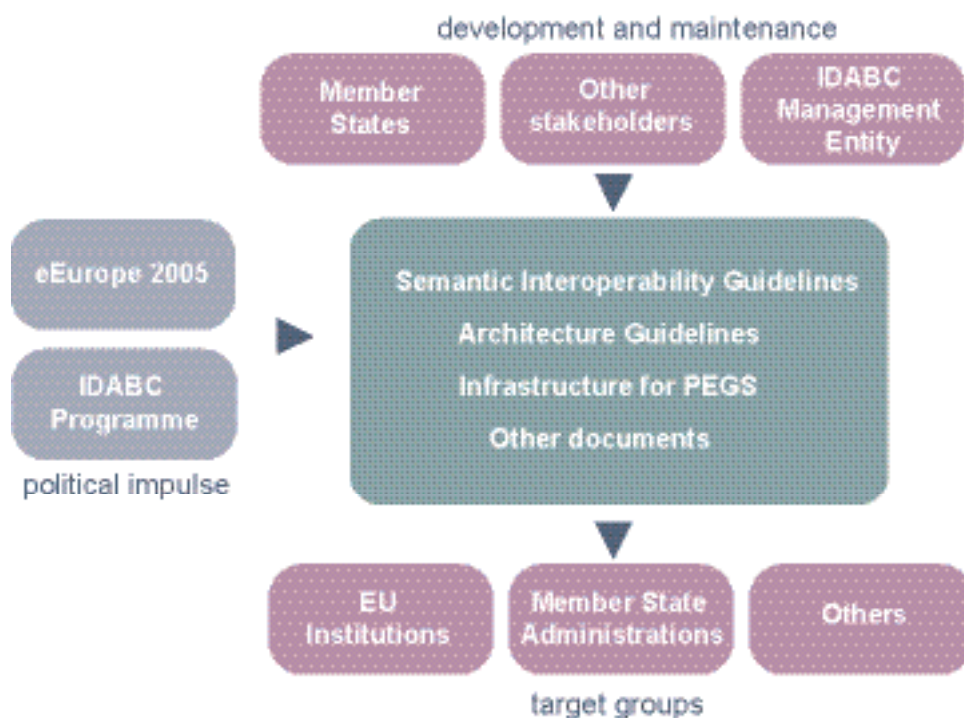 development and maintenance
Member
States
Other
stakeholders
IDABC
Management
Entity
eEurope 2005
IDABC
Programme
political impulse
Semantic Interoperability Guidelines
Architecture Guidelines
Infrastructure for PEGS
Other documents
EU
Institutions
Member State
Administrations
Others
target groups